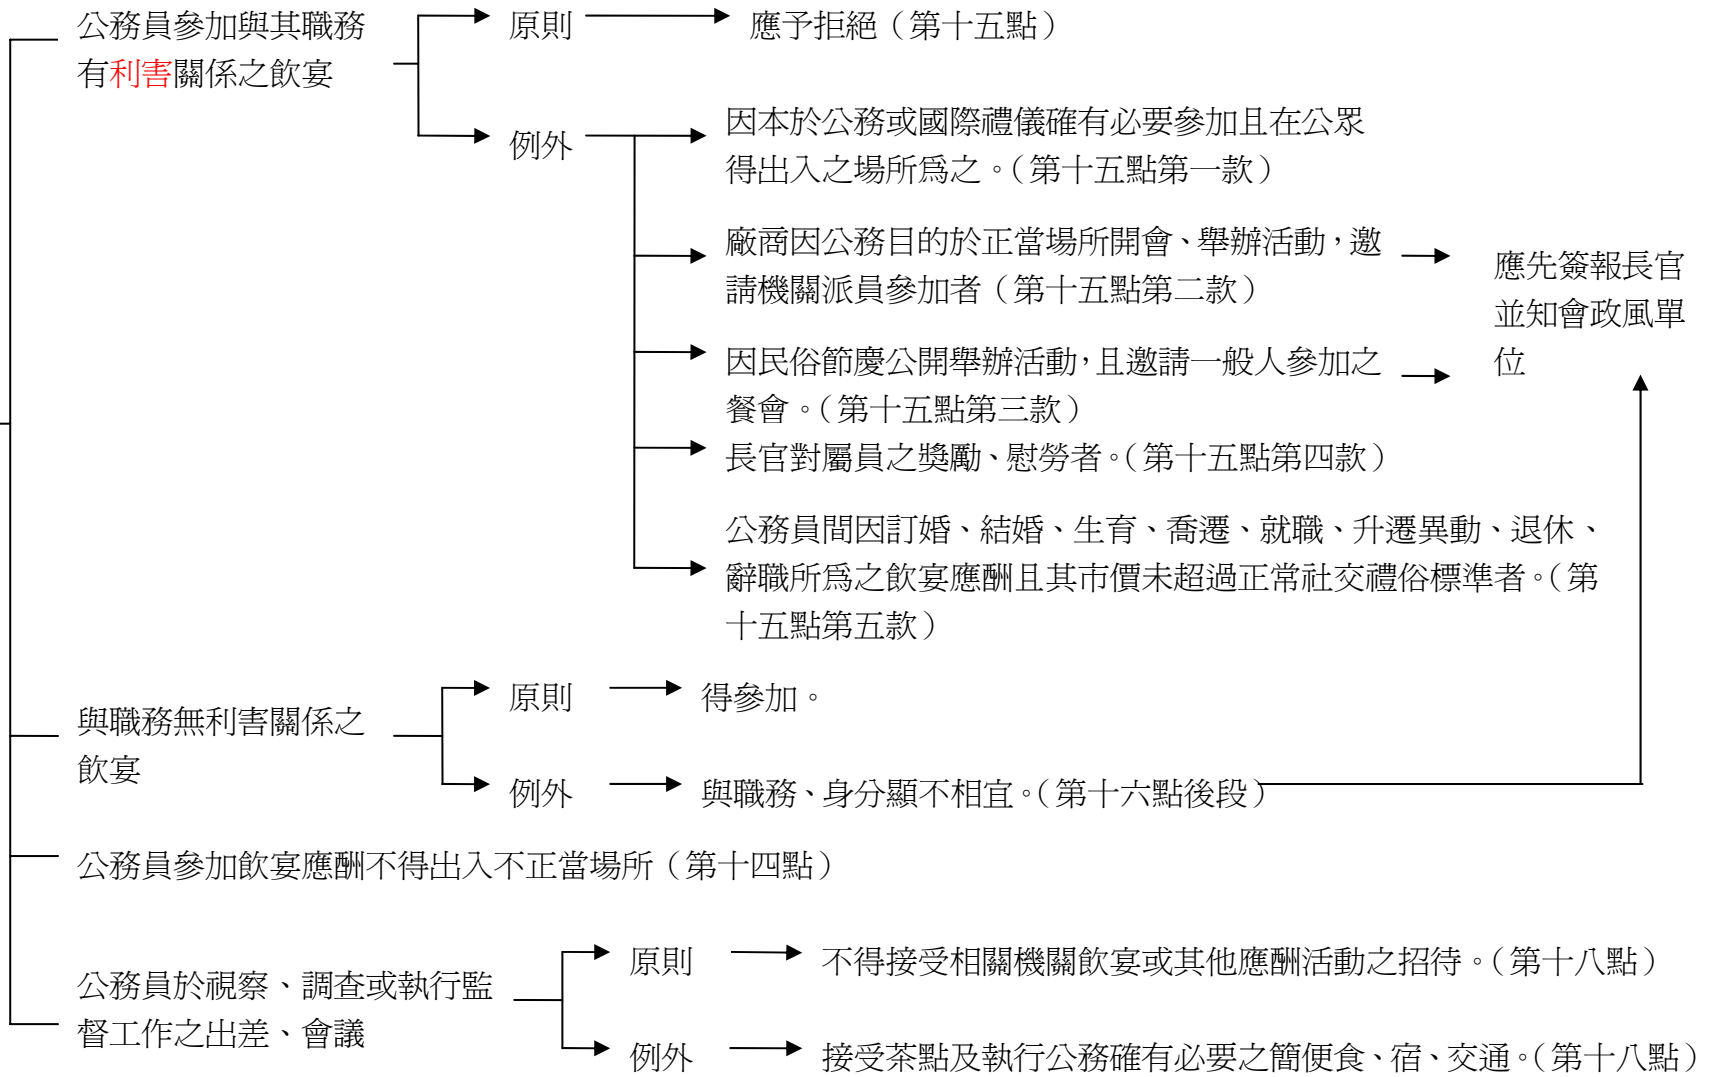 公務員參加與其職務
有利害關係之飲宴
原則
應予拒絕（第十五點）
例外
因本於公務或國際禮儀確有必要參加且在公眾
得出入之場所為之。（第十五點第一款）
廠商因公務目的於正當場所開會、舉辦活動，邀
請機關派員參加者（第十五點第二款）
因民俗節慶公開舉辦活動，且邀請一般人參加之
餐會。（第十五點第三款）
應先簽報長官
並知會政風單
位
長官對屬員之獎勵、慰勞者。（第十五點第四款）
公務員間因訂婚、結婚、生育、喬遷、就職、升遷異動、退休、
辭職所為之飲宴應酬且其市價未超過正常社交禮俗標準者。（第
十五點第五款）
與職務無利害關係之
飲宴
原則
得參加。
例外
與職務、身分顯不相宜。（第十六點後段）
公務員參加飲宴應酬不得出入不正當場所（第十四點）
公務員於視察、調查或執行監
督工作之出差、會議
原則
不得接受相關機關飲宴或其他應酬活動之招待。（第十八點）
例外
接受茶點及執行公務確有必要之簡便食、宿、交通。（第十八點）